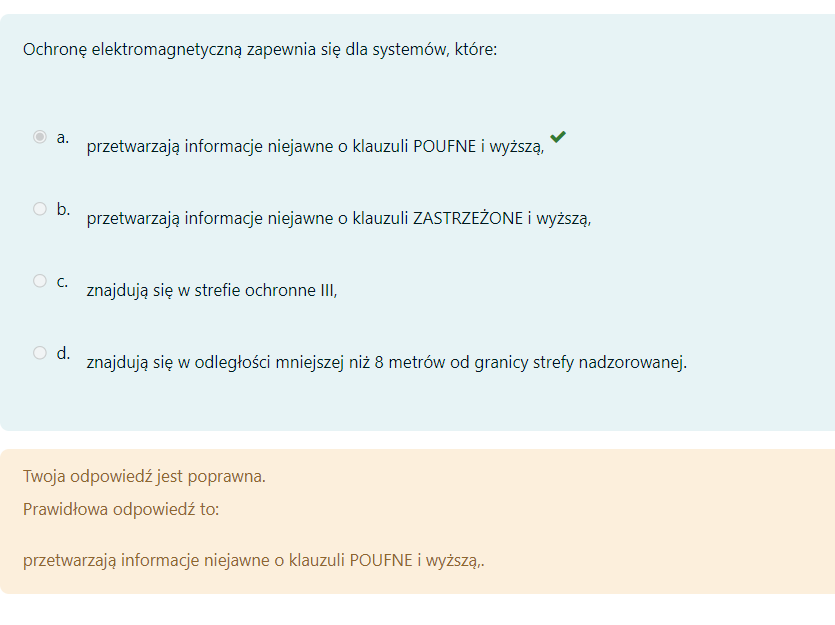 Ochronę elektromagnetyczną zapewnia się dla systemów, które:
a. przetwarzają informacje niejawne o klauzuli POUFNE i wyższą,
b. przetwarzają informacje niejawne o klauzuli ZASTRZEŻONE i wyższą,
c. znajdują się w strefie ochronne III,
d. znajdują się w odległości mniejszej niż 8 metrów od granicy strefy nadzorowanej.
Twoja odpowiedź jest poprawna.
Prawidłowa odpowiedź to:
przetwarzają informacje niejawne o klauzuli POUFNE i wyższą,.